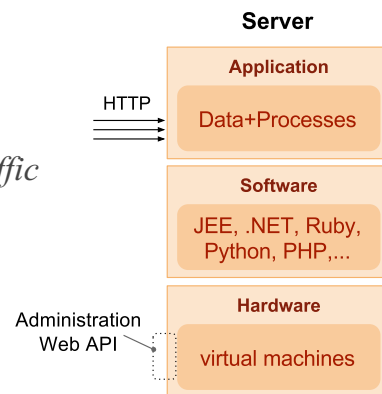 Server
Application
HTTP
Data+Processes
Software
JEE, .NET, Ruby,
Python, PHP,...
Hardware
Administration
Web API
virtual machines